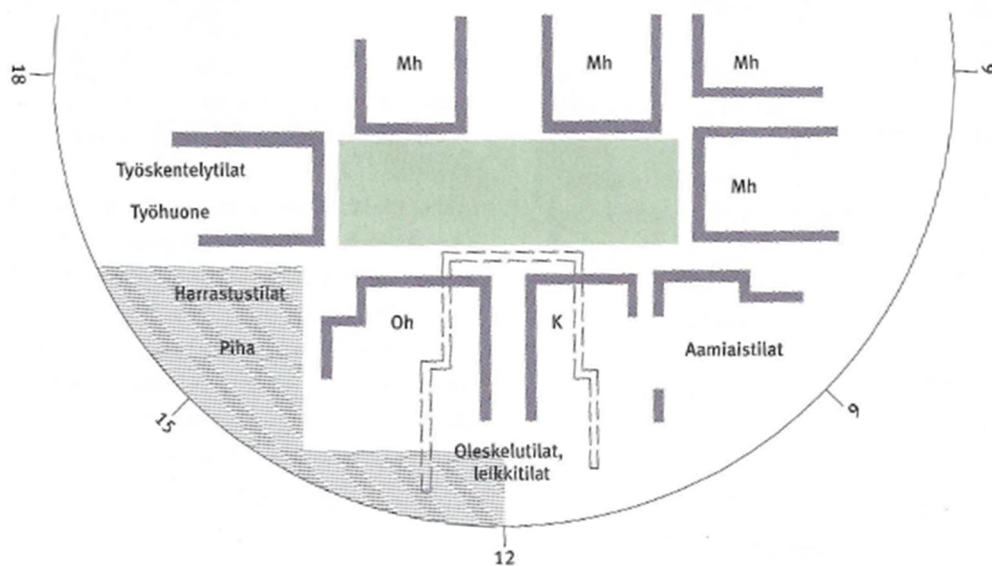 Mh
Mh
Mh
18
6
Työskentelytilat
Mh
Työhuone
Harrastustilat
Oh
K
Piha
Aamiaistilat
15
9
Oleskelutilat,
leikkitilat
12